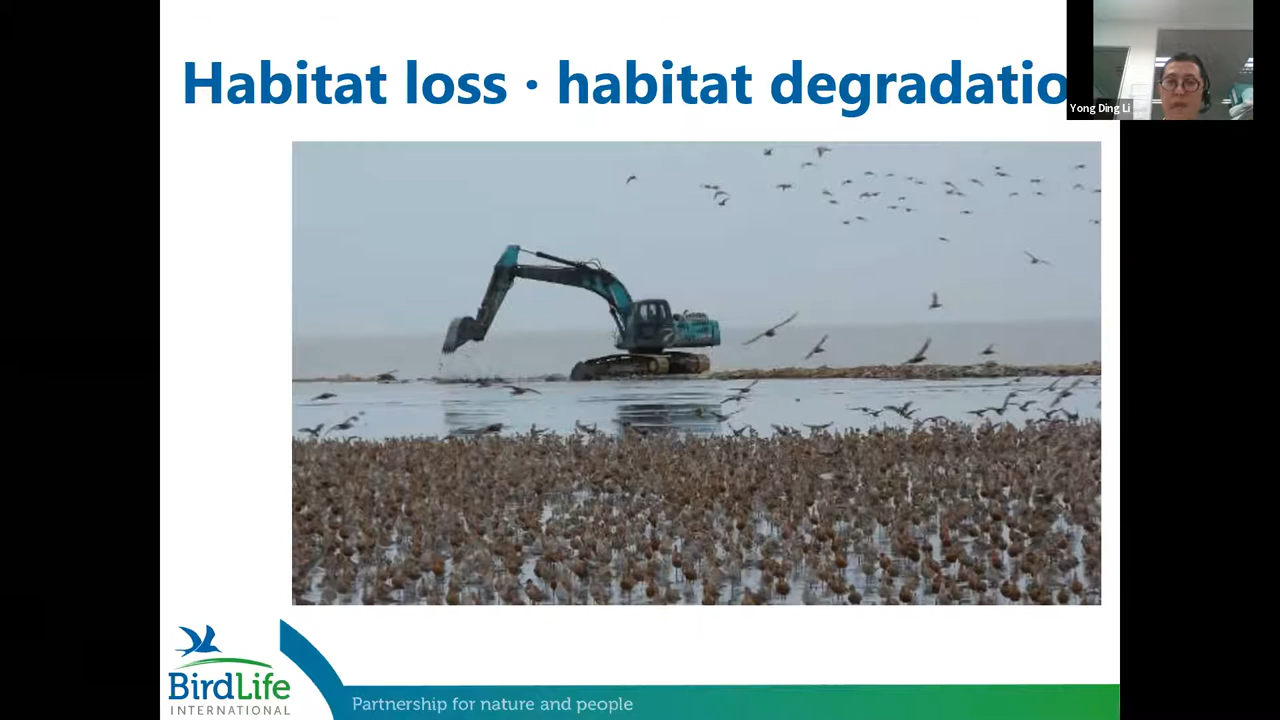 Habitat loss · habitat degradatio
Yong Ding Li
BirdLife
INTERNATIONAL
Partnership for nature and people